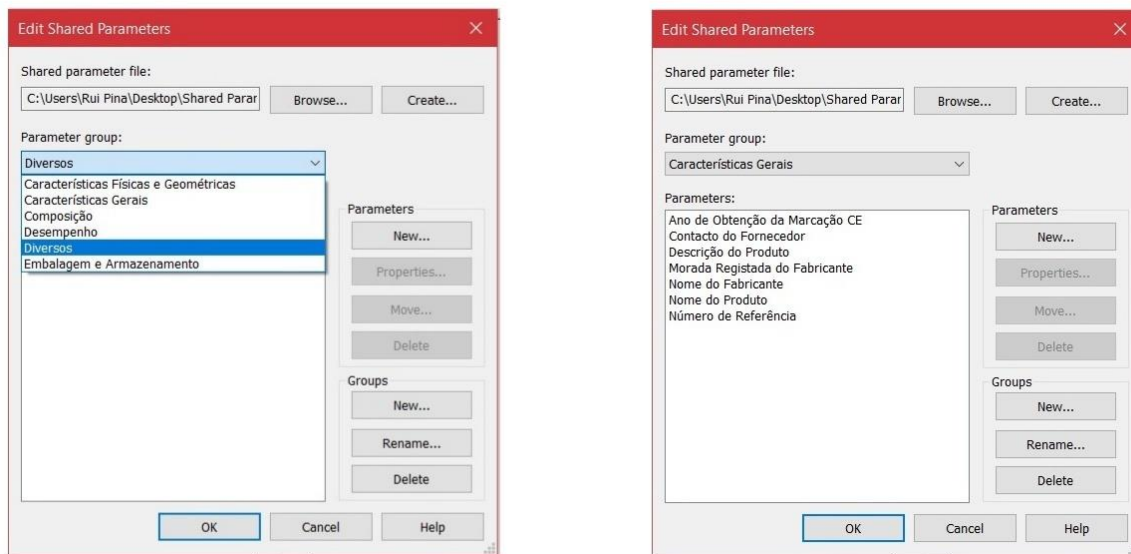 Edit Shared Parameters
Shared parameter file:
C:\Users\Rui Pina\Desktop\Shared Parar
Browse...
Create...
Parameter group:
Diversos
Características Físicas e Geométricas
Características Gerais
Composição
Desempenho
Diversos
Embalagem e Armazenamento
Parameters
New...
Properties...
Move...
Delete
Groups
New...
Rename...
Delete
OK
Cancel
Help
Edit Shared Parameters
Shared parameter file:
C:\Users\Rui Pina\Desktop\Shared Parar
Browse...
Create...
Parameter group:
Características Gerais
Parameters:
Ano de Obtenção da Marcação CE
Contacto do Fornecedor
Descrição do Produto
Morada Registada do Fabricante
Nome do Fabricante
Nome do Produto
Número de Referência
Parameters
New...
Properties...
Move...
Delete
Groups
New...
Rename...
Delete
OK
Cancel
Help